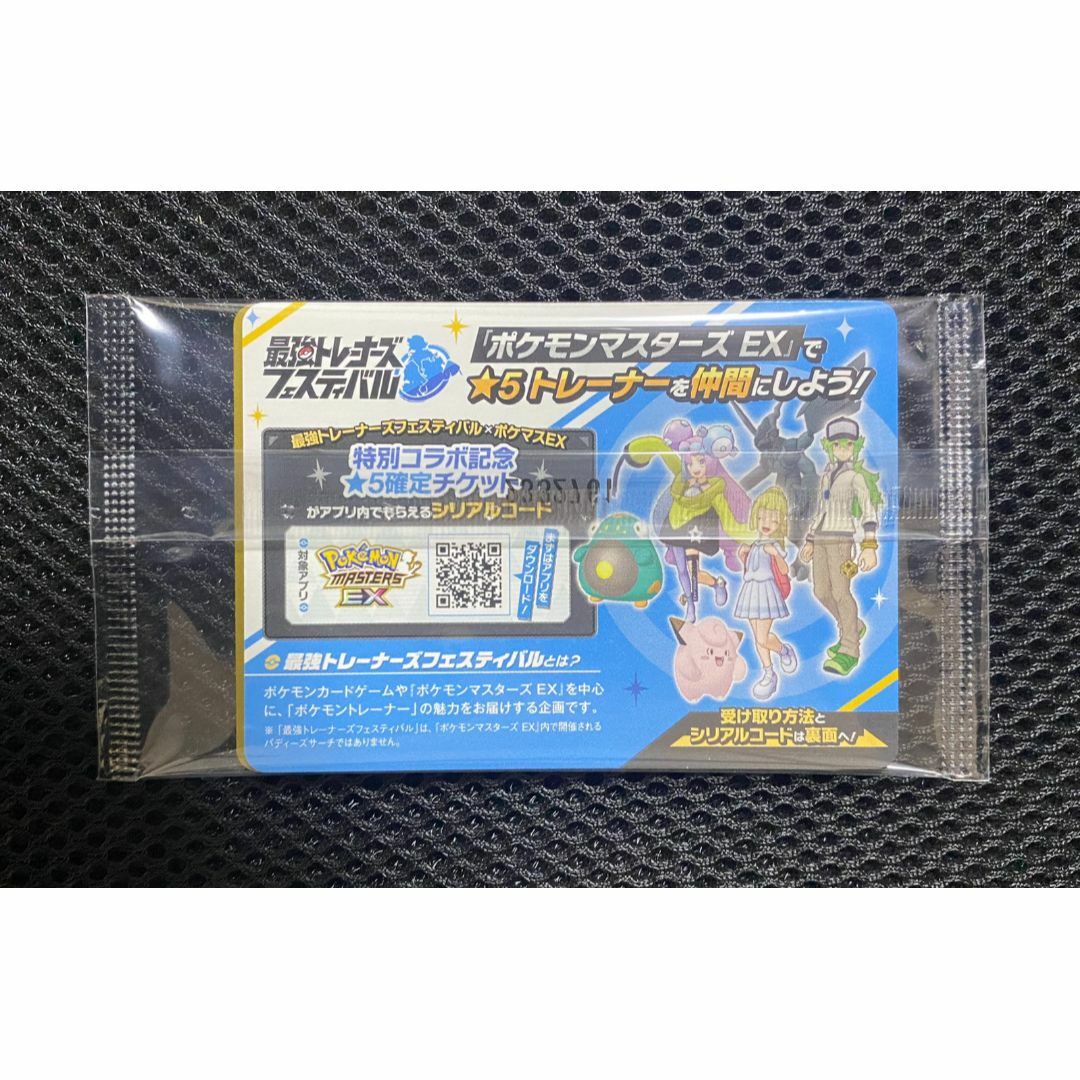 最強トレーナーズ
フェスティバル
「ポケモンマスターズ EX」で
★5トレーナーを仲間にしよう!
最強トレーナーズフェスティバル×ポケマスEX
特別コラボ記念
★5確定チケット
がアプリ内でもらえるシリアルコード
対象アプリ
POKéMON
MASTERS
EX
まずはアプリを
ダウンロード!
最強トレーナーズフェスティバルとは?
ポケモンカードゲームや「ポケモンマスターズ EX」を中心
に、「ポケモントレーナー」の魅力をお届けする企画です。
※「最強トレーナーズフェスティバル」は、「ポケモンマスターズ EX」内で開催される
バディーズサーチではありません。
受け取り方法と
シリアルコードは裏面へ!